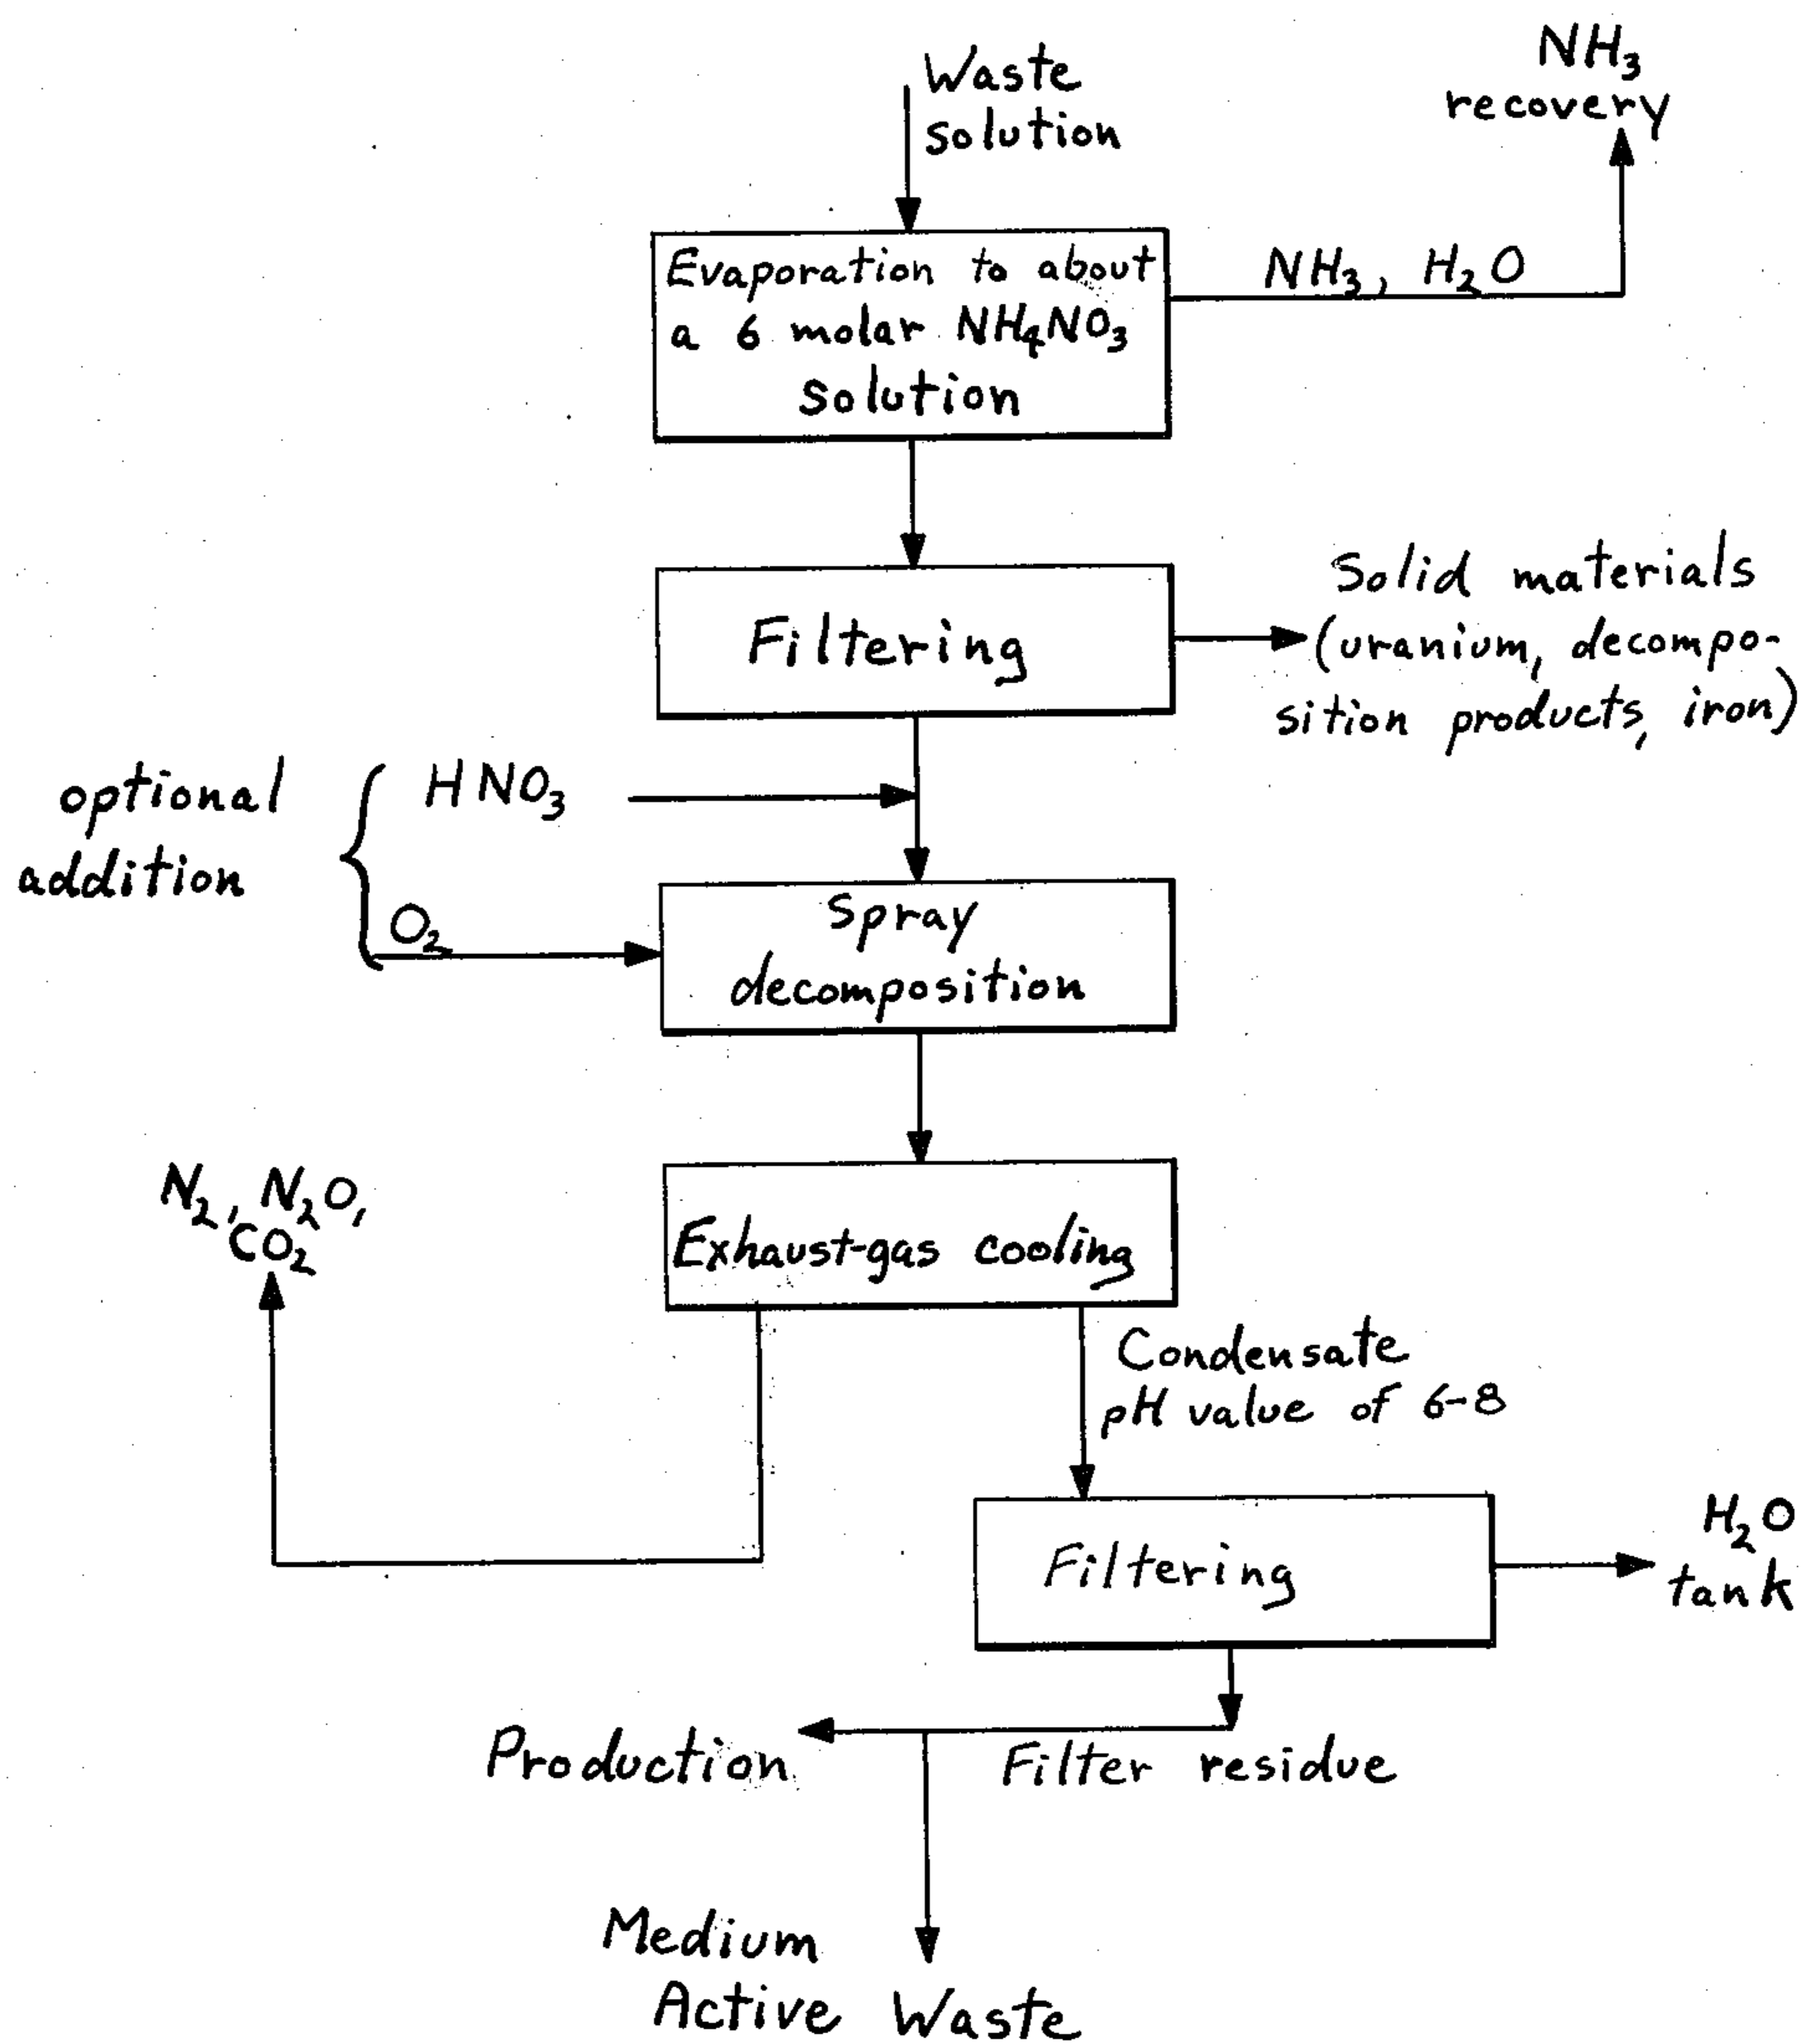 Waste
solution
NH₃
recovery
Evaporation to about
a 6 molar NH₄NO₃
solution
NH₃, H₂O
Filtering
Solid materials
(uranium, decompo-
sition products, iron)
optional
addition
HNO₃
O₂
Spray
decomposition
N₂, N₂O,
CO₂
Exhaust-gas cooling
Condensate
pH value of 6-8
Filtering
H₂O
tank
Production
Filter residue
Medium
Active Waste